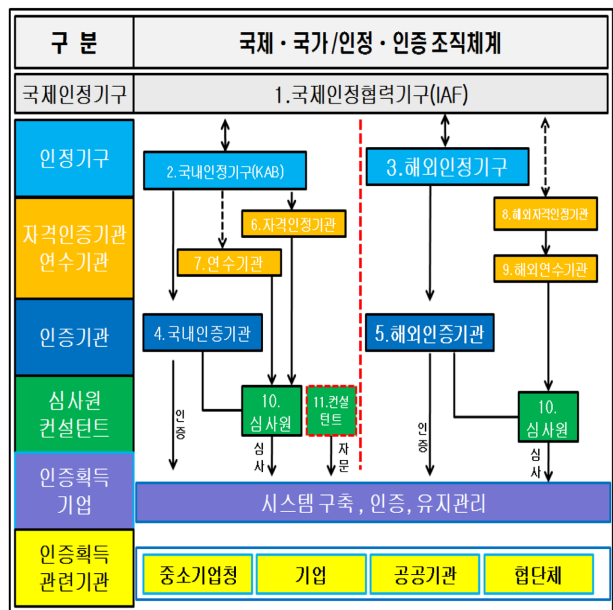 구 분
국제·국가/인정·인증 조직체계
국제인정기구
1.국제인정협력기구(IAF)
인정기구
2.국내인정기구(KAB)
3.해외인정기구
자격인증기관
연수기관
6.자격인정기관
7.연수기관
8.해외자격인정기관
9.해외연수기관
인증기관
4.국내인증기관
5.해외인증기관
심사원
컨설턴트
인증
10.
심사원
심사
11.컨설
턴트
자문
인증
10.
심사원
심사
인증획득
기업
시스템 구축 , 인증, 유지관리
인증획득
관련기관
중소기업청
기업
공공기관
협단체